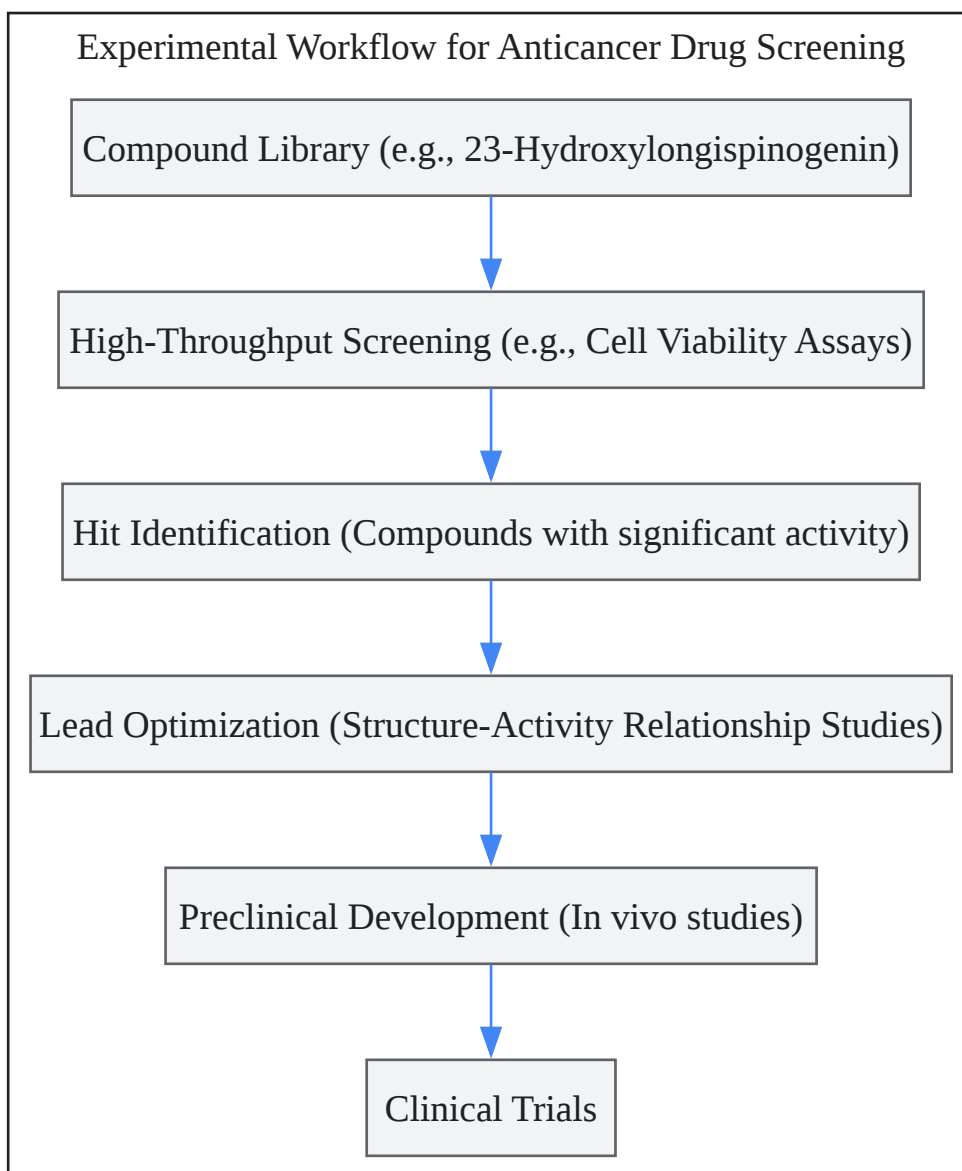 Experimental Workflow for Anticancer Drug Screening
Compound Library (e.g., 23-Hydroxylongispinogenin)
High-Throughput Screening (e.g., Cell Viability Assays)
Hit Identification (Compounds with significant activity)
Lead Optimization (Structure-Activity Relationship Studies)
Preclinical Development (In vivo studies)
Clinical Trials